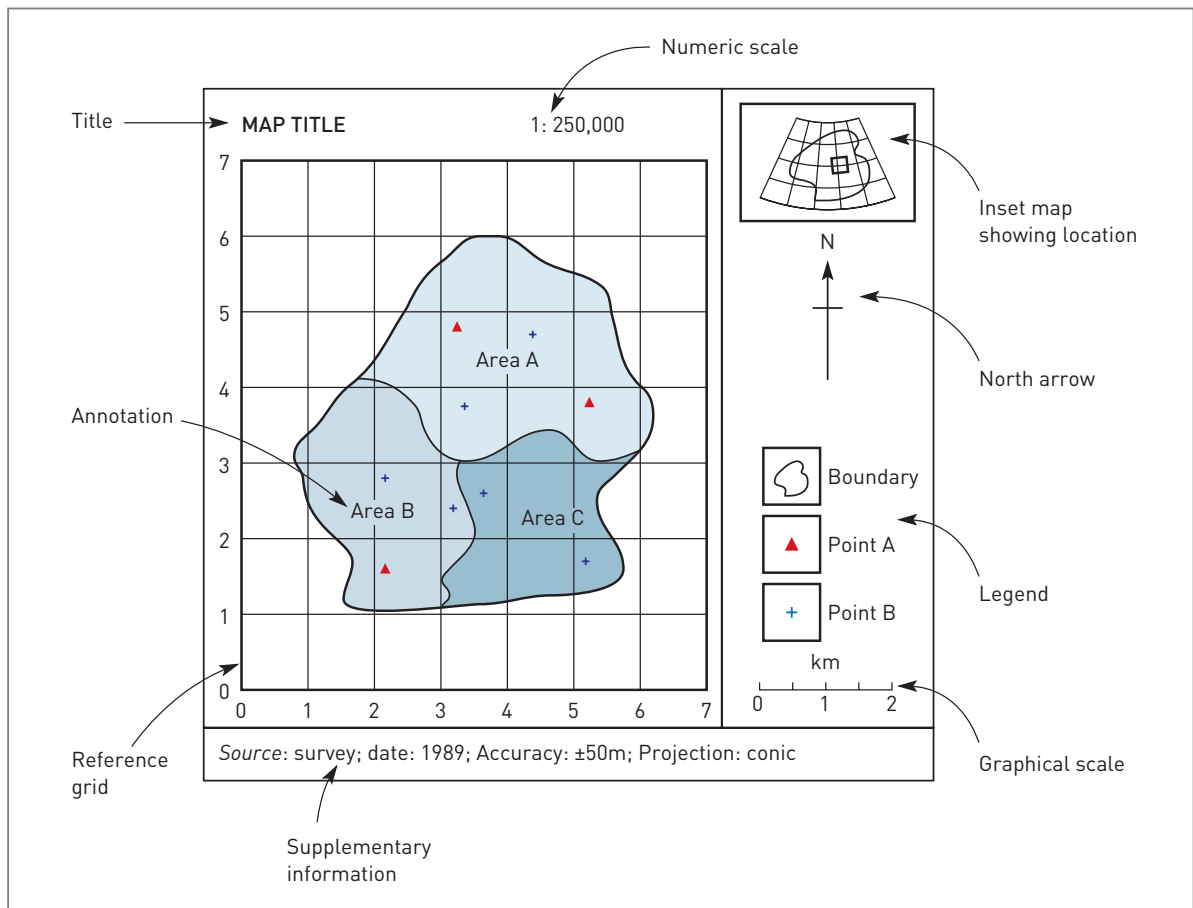 Numeric scale
Title
MAP TITLE
1: 250,000
Inset map
showing location
N
North arrow
7
6
5
4
3
2
1
0
0 1 2 3 4 5 6 7
Area A
Area B
Area C
Annotation
Boundary
Point A
Point B
Legend
km
0 1 2
Graphical scale
Reference
grid
Source: survey; date: 1989; Accuracy: ±50m; Projection: conic
Supplementary
information